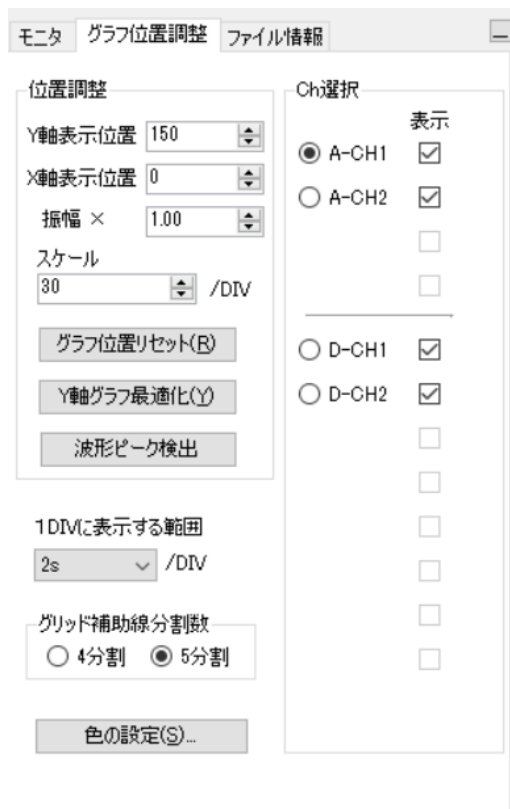 モニタ グラフ位置調整 ファイル情報
位置調整
Y軸表示位置 150
X軸表示位置 0
振幅 × 1.00
スケール
30 /DIV
グラフ位置リセット(R)
Y軸グラフ最適化(Y)
波形ピーク検出
1DIVに表示する範囲
2s /DIV
グリッド補助線分割数
4分割 5分割
色の設定(S)...
Ch選択
表示
A-CH1
A-CH2
D-CH1
D-CH2